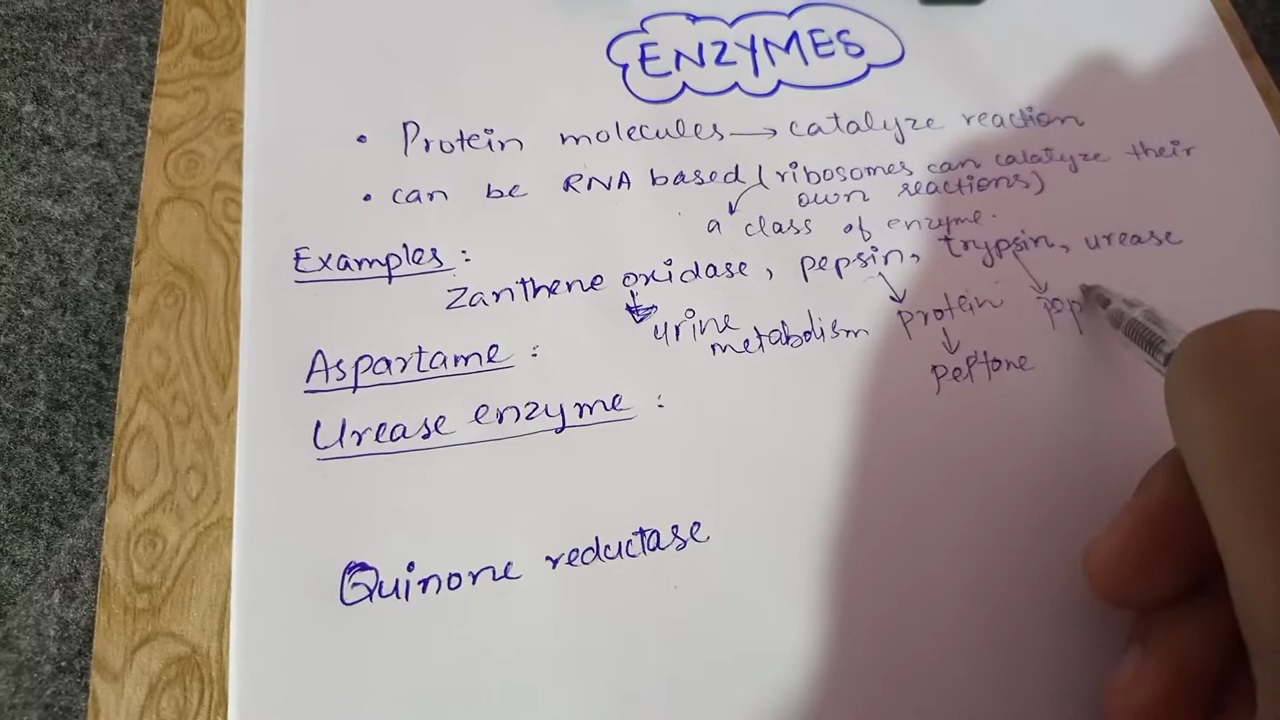 ENZYMES
• Protein molecules → catalyze reaction
• can be RNA based (ribosomes can catalyze their
own reactions)
a class of enzyme.
Examples:
Zanthene oxidase, pepsin, trypsin, urease
urine
metabolism
protein
pep
peptone
Aspartame :
Urease enzyme :
Quinone reductase